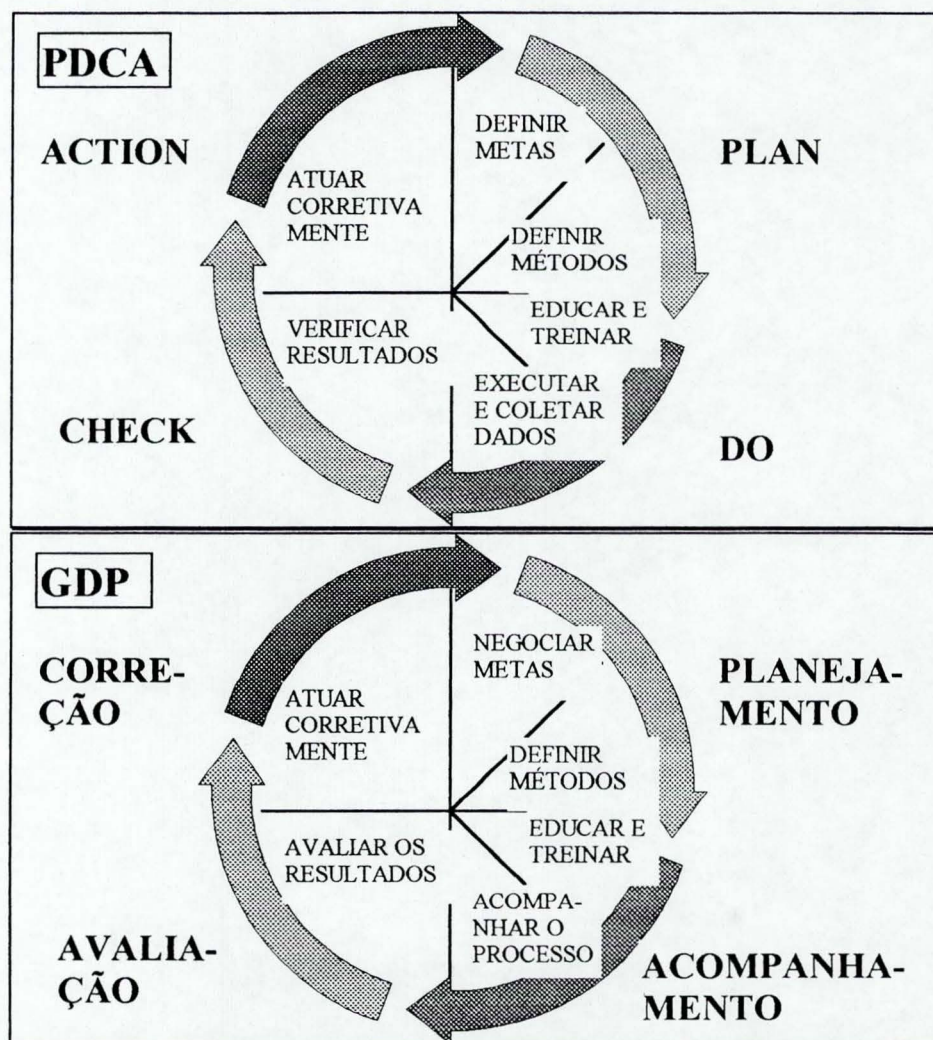 PDCA
ACTION
PLAN
DEFINIR
METAS
ATUAR
CORRETIVA
MENTE
DEFINIR
MÉTODOS
EDUCAR E
TREINAR
VERIFICAR
RESULTADOS
EXECUTAR
E COLETAR
DADOS
CHECK
DO
GDP
CORRE-
ÇÃO
PLANEJA-
MENTO
NEGOCIAR
METAS
ATUAR
CORRETIVA
MENTE
DEFINIR
MÉTODOS
EDUCAR E
TREINAR
AVALIAR OS
RESULTADOS
ACOMPA-
NHAR O
PROCESSO
AVALIA-
ÇÃO
ACOMPANHA-
MENTO